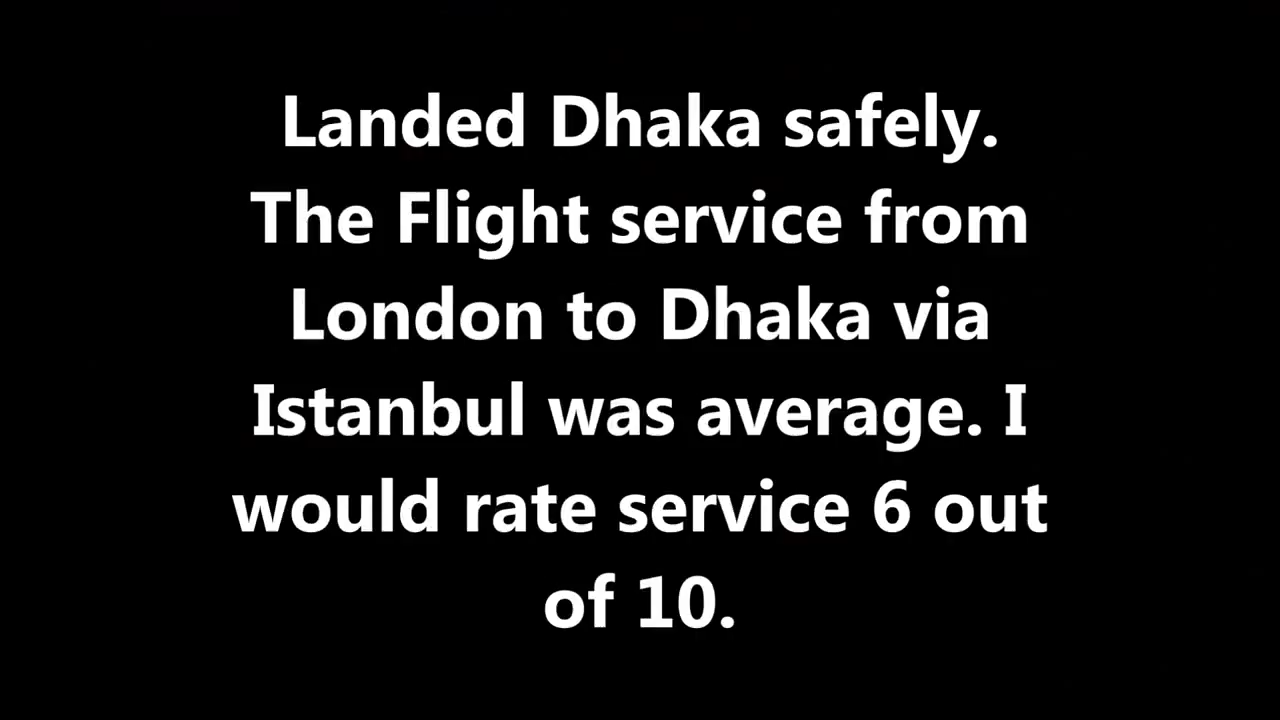 Landed Dhaka safely.
The Flight service from
London to Dhaka via
Istanbul was average. I
would rate service 6 out
of 10.